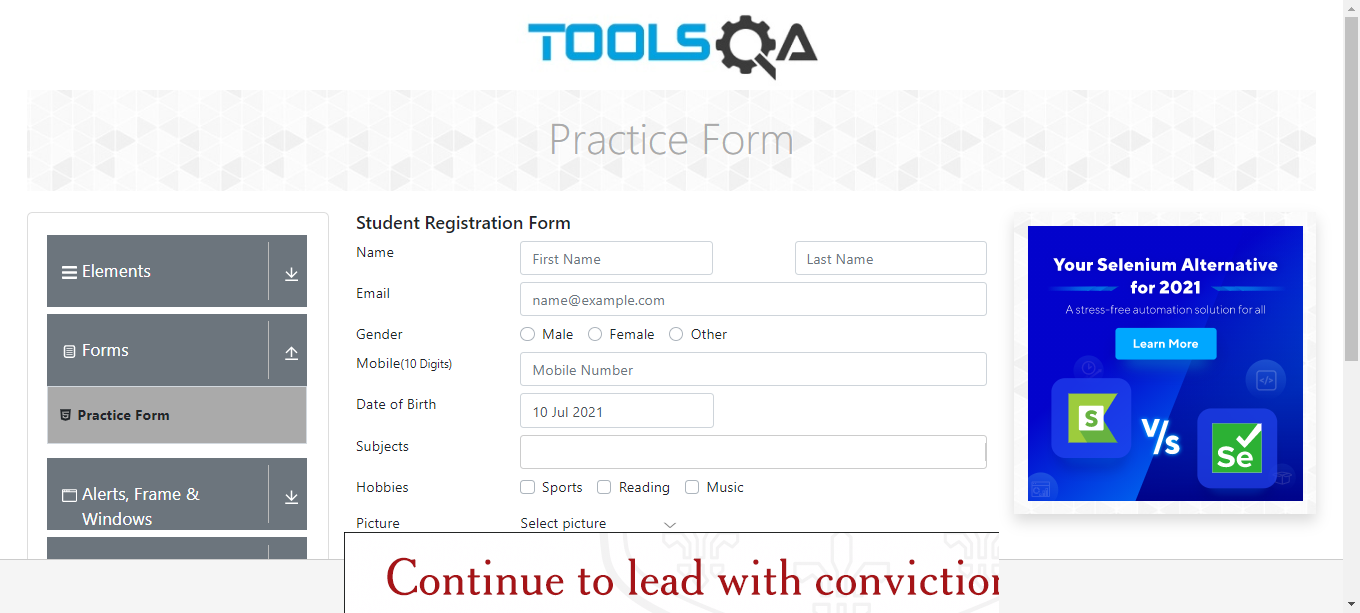 TOOLSQA
Practice Form
Elements
Forms
Practice Form
Alerts, Frame &
Windows
Student Registration Form
Name
First Name
Last Name
Email
name@example.com
Gender
Male
Female
Other
Mobile(10 Digits)
Mobile Number
Date of Birth
10 Jul 2021
Subjects
Hobbies
Sports
Reading
Music
Picture
Select picture
Your Selenium Alternative
for 2021
A stress-free automation solution for all
Learn More
S
V/s
Se
Continue to lead with conviction